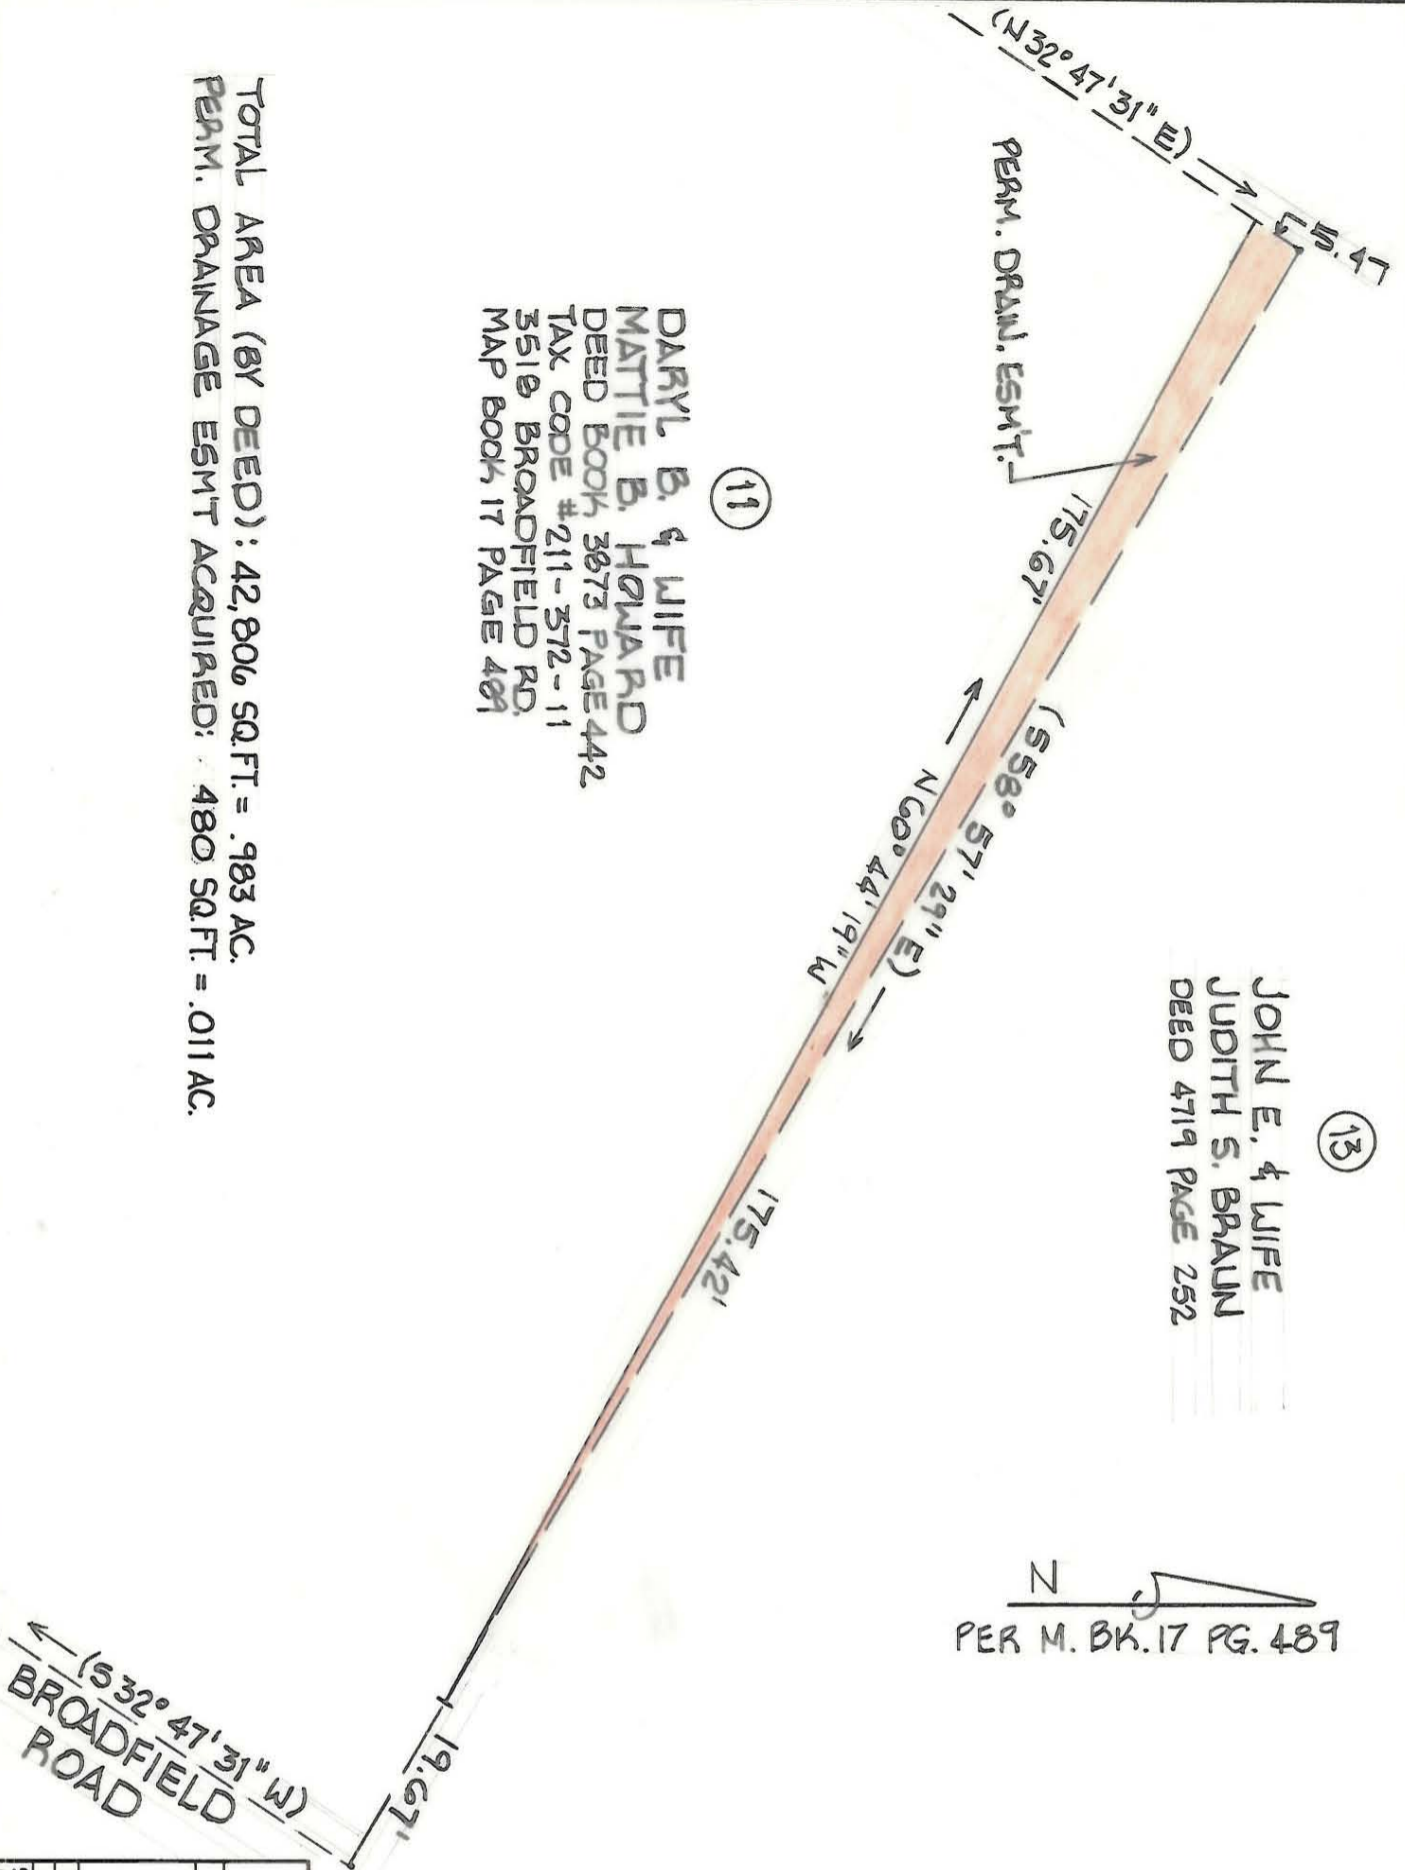 (N32° 47' 31" E)
5.47
PERM. DRAIN. ESM'T.
175.67'
N 60° 44' 19" W
(S58° 57' 29" E)
175.42'
19.67'
(S 32° 47' 31" W)
BROADFIELD
ROAD
13
JOHN E. & WIFE
JUDITH S. BRAUN
DEED 4719 PAGE 252
N
PER M. BK. 17 PG. 489
11
DARYL B. & WIFE
MATTIE B. HOWARD
DEED BOOK 3873 PAGE 442
TAX CODE #211-372-11
3518 BROADFIELD RD.
MAP BOOK 17 PAGE 489
TOTAL AREA (BY DEED): 42,806 SQ.FT. = .983 AC.
PERM. DRAINAGE ESM'T ACQUIRED: 480 SQ.FT. = .011 AC.